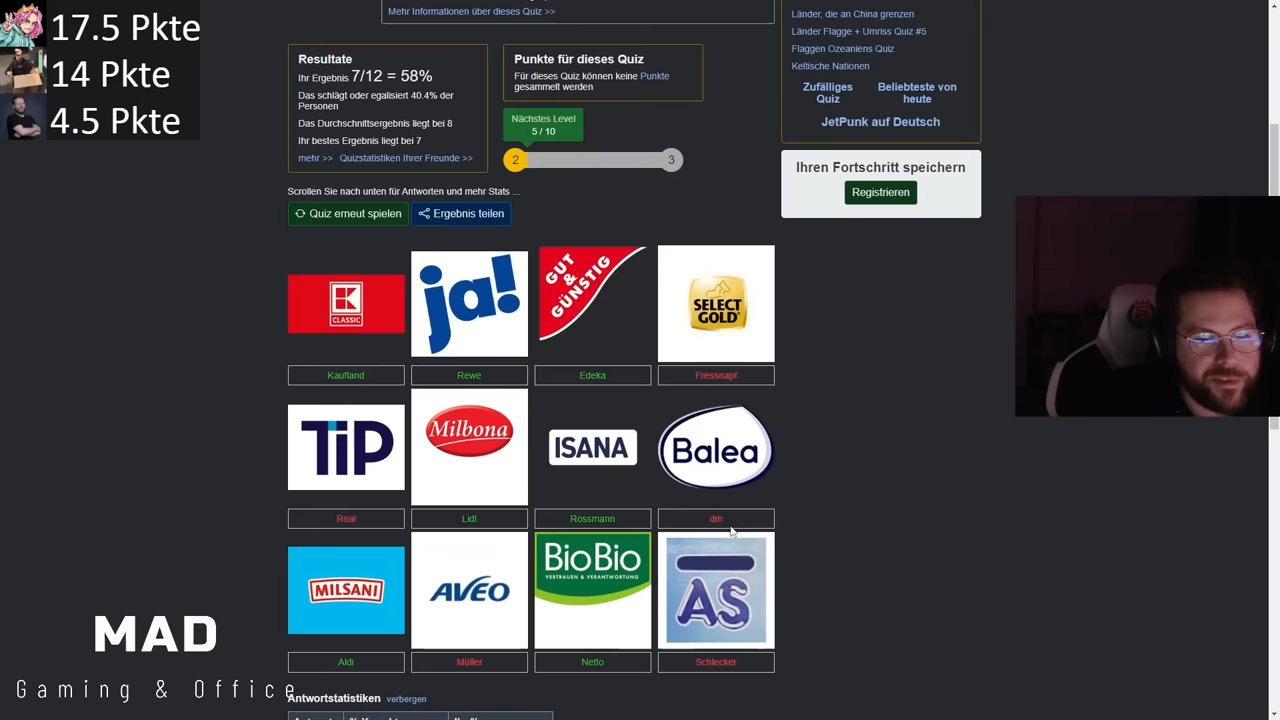 17.5 Pkte
14 Pkte
4.5 Pkte
Mehr Informationen über dieses Quiz >>
Resultate
Ihr Ergebnis 7/12 = 58%
Das schlägt oder egalisiert 40.4% der
Personen
Das Durchschnittsergebnis liegt bei 8
Ihr bestes Ergebnis liegt bei 7
mehr >> Quizstatistiken Ihrer Freunde >>
Punkte für dieses Quiz
Für dieses Quiz können keine Punkte
gesammelt werden
Nächstes Level
5 / 10
2
3
Scrollen Sie nach unten für Antworten und mehr Stats ...
Quiz erneut spielen
Ergebnis teilen
Länder, die an China grenzen
Länder Flagge + Umriss Quiz #5
Flaggen Ozeaniens Quiz
Keltische Nationen
Zufälliges
Quiz
Beliebteste von
heute
JetPunk auf Deutsch
Ihren Fortschritt speichern
Registrieren
K
CLASSIC
ja!
GUT
&
GÜNSTIG
SELECT
GOLD
Kaufland
Rewe
Edeka
Fressnapf
TiP
Milbona
ISANA
Balea
Real
Lidl
Rossmann
dm
MILSANI
AVEO
BioBio
VERTRAUEN & VERANTWORTUNG
AS
Aldi
Müller
Netto
Schlecker
MAD
Gaming & Office
Antwortstatistiken verbergen